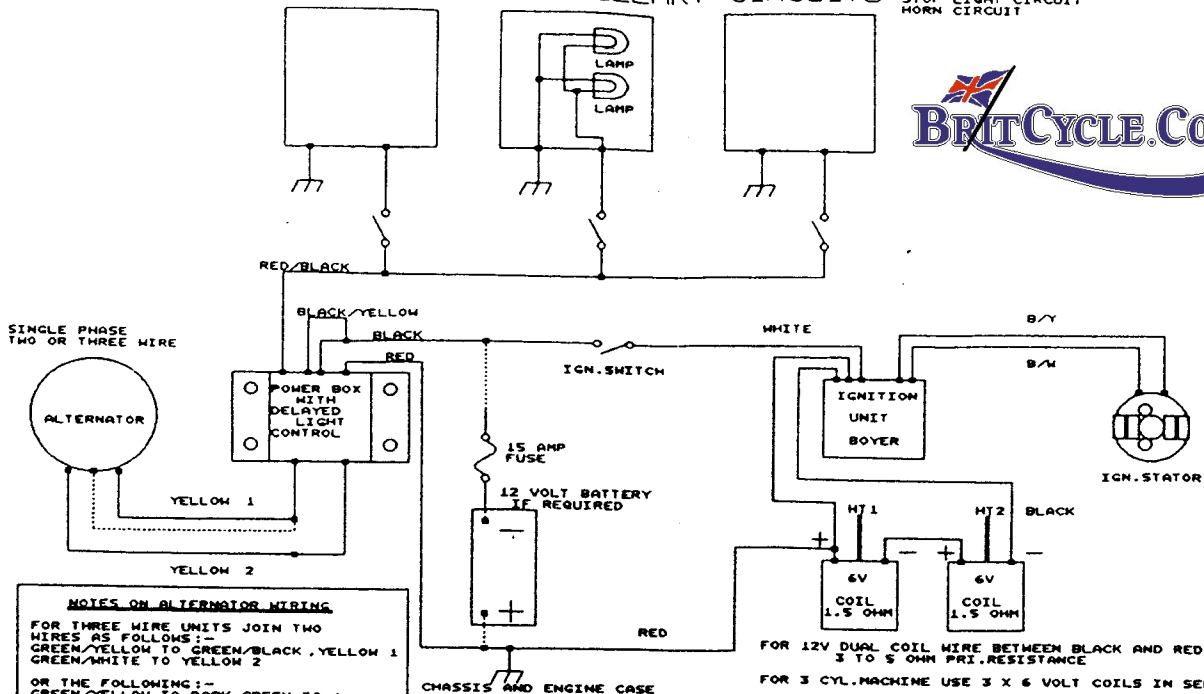 CIRCUITS
STOP LIGHT CIRCUIT
HORN CIRCUIT
LAMP
LAMP
BRITCYCLE.CO
RED/BLACK
BLACK/YELLOW
BLACK
RED
WHITE
B/Y
B/W
SINGLE PHASE
TWO OR THREE WIRE
ALTERNATOR
POWER BOX
WITH
DELAYED
LIGHT
CONTROL
IGN.SWITCH
IGNITION
UNIT
BOYER
IGN.STATOR
15 AMP
FUSE
12 VOLT BATTERY
IF REQUIRED
YELLOW 1
YELLOW 2
HT1
HT2
BLACK
+
-
+
-
-
+
6V
COIL
1.5 OHM
6V
COIL
1.5 OHM
RED
NOTES ON ALTERNATOR WIRING
FOR THREE WIRE UNITS JOIN TWO
WIRES AS FOLLOWS:-
GREEN/YELLOW TO GREEN/BLACK,YELLOW 1
GREEN/WHITE TO YELLOW 2
OR THE FOLLOWING:-
GREEN/YELLOW TO DARK GREEN
CHASSIS AND ENGINE CASE
FOR 12V DUAL COIL WIRE BETWEEN BLACK AND RED
3 TO 5 OHM PRI.RESISTANCE
FOR 3 CYL.MACHINE USE 3 X 6 VOLT COILS IN